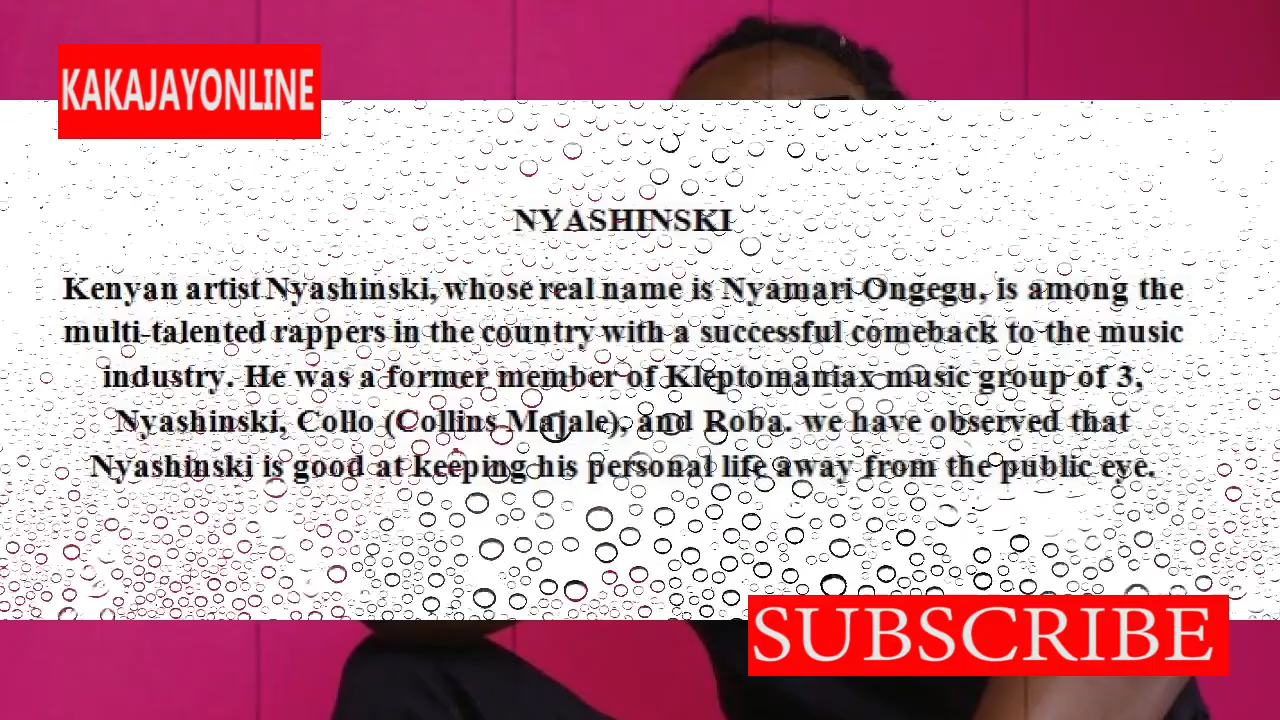 KAKAJAYONLINE
NYASHINSKI
Kenyan artist Nyashinski, whose real name is Nyamari Ongegu, is among the
multi-talented rappers in the country with a successful comeback to the music
industry. He was a former member of Kleptomaniax music group of 3,
Nyashinski, Collo (Collins Majale), and Roba. we have observed that
Nyashinski is good at keeping his personal life away from the public eye.
SUBSCRIBE